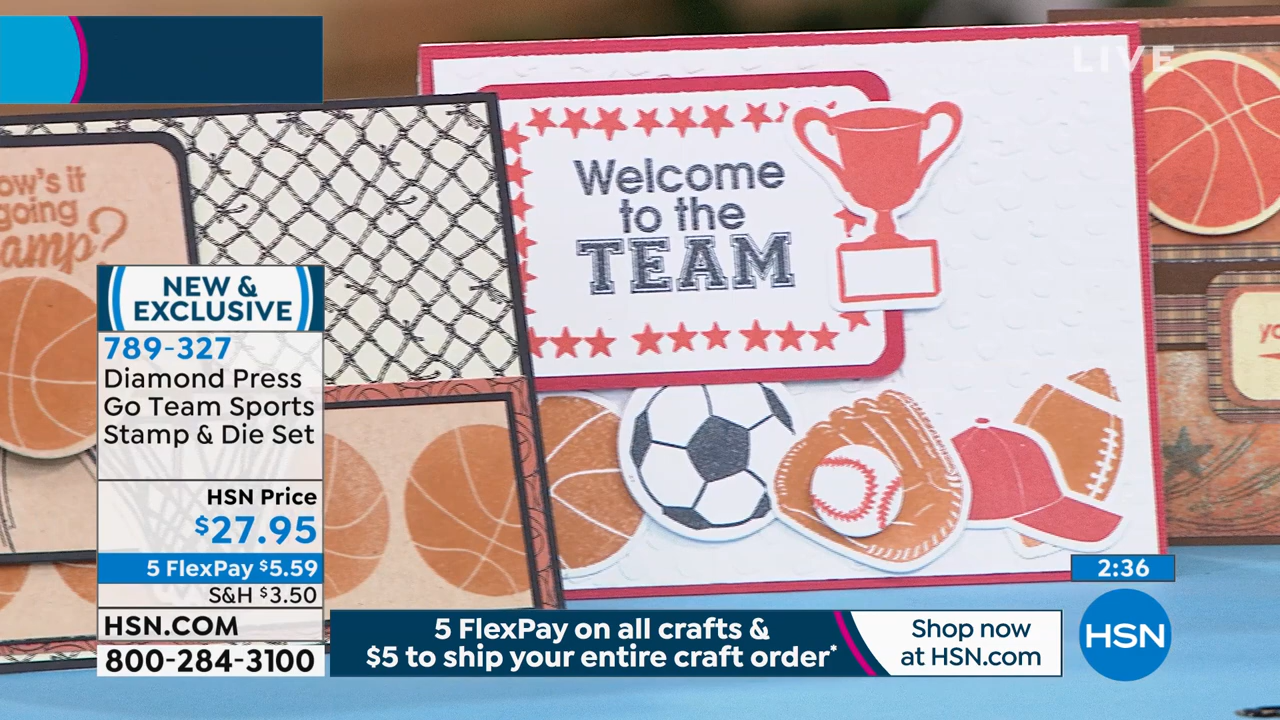 LIVE
ow's it
going
amp?
Welcome
to the
TEAM
yo
NEW &
EXCLUSIVE
789-327
Diamond Press
Go Team Sports
Stamp & Die Set
HSN Price
$27.95
5 FlexPay $5.59
S&H $3.50
HSN.COM
800-284-3100
5 FlexPay on all crafts &
$5 to ship your entire craft order*
Shop now
at HSN.com
2:36
HSN